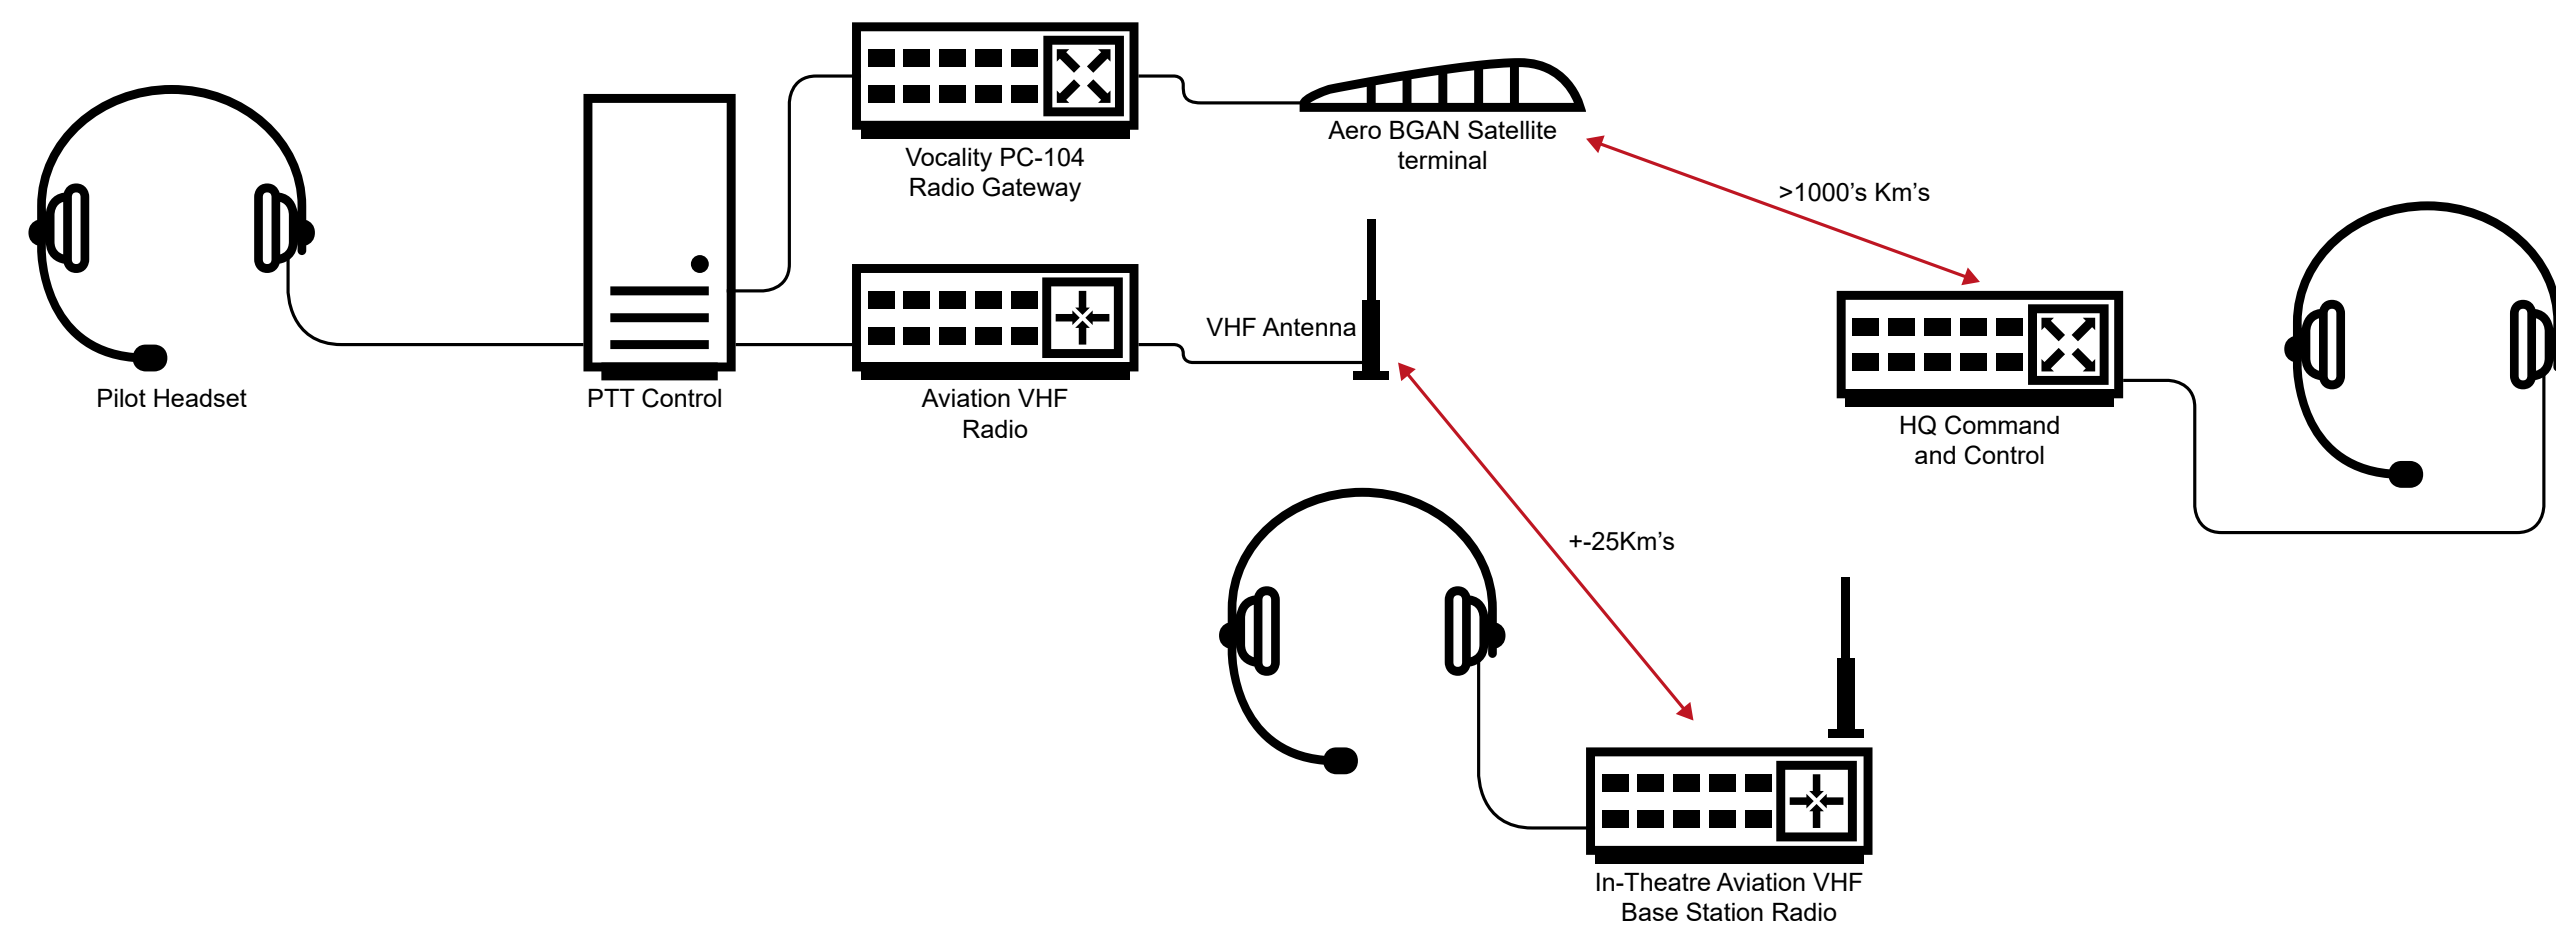 Vocality PC-104
Radio Gateway
Aero BGAN Satellite
terminal
>1000’s Km’s
VHF Antenna
Pilot Headset
PTT Control
Aviation VHF
Radio
HQ Command
and Control
+-25Km’s
In-Theatre Aviation VHF
Base Station Radio